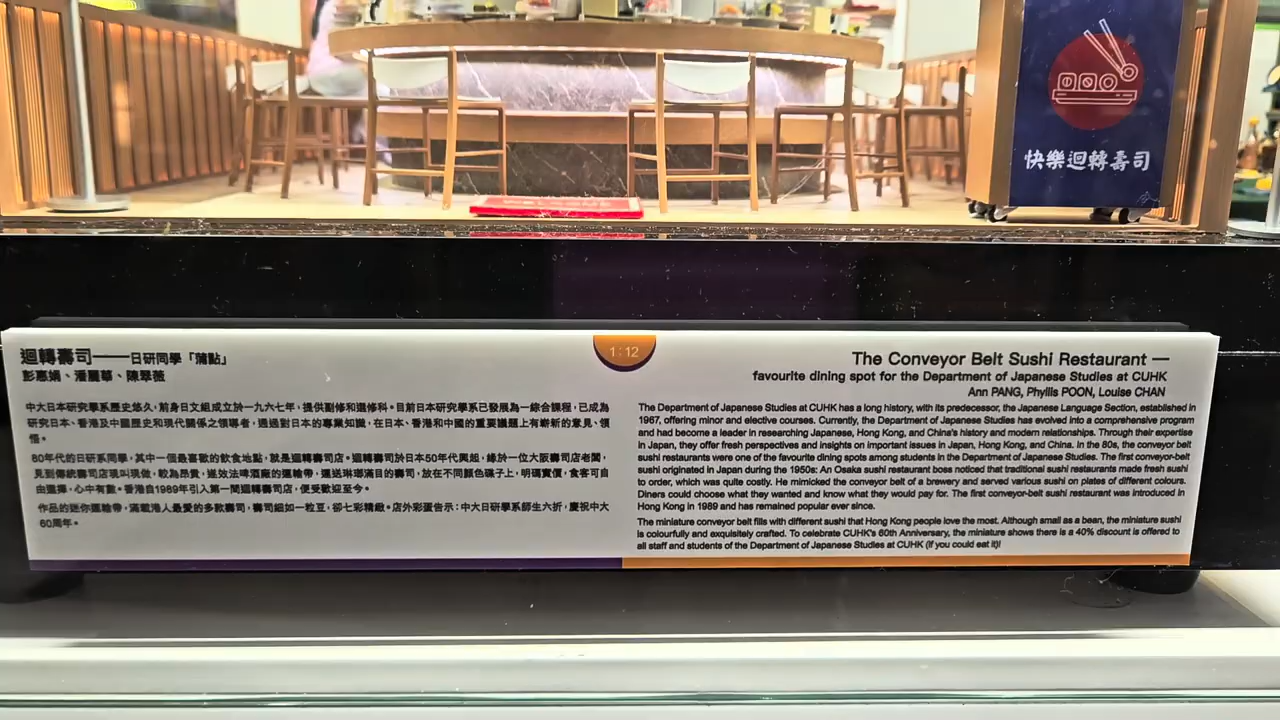 快樂迴轉壽司
迴轉壽司——日研同學「蒲點」
彭惠娟、潘麗華、陳翠薇
中大日本研究學系歷史悠久，前身日文組成立於一九六七年，提供副修和選修科。目前日本研究學系已發展為一綜合課程，已成為
研究日本、香港及中國歷史和現代關係之領導者，透過對日本的專業知識，在日本、香港和中國的重要議題上有嶄新的意見、領
悟。
80年代的日研系同學，其中一個最喜歡的飲食地點，就是迴轉壽司店。迴轉壽司於日本50年代興起，緣於一位大阪壽司店老闆，
見到傳統壽司店現叫現做，較為昂貴，遂效法啤酒廠的運輸帶，運送琳瑯滿目的壽司，放在不同顏色碟子上，明碼實價，食客可自
由選擇，心中有數。香港自1989年引入第一間迴轉壽司店，便受歡迎至今。
作品的迷你運輸帶，滿載港人最愛的多款壽司，壽司細如一粒豆，卻七彩精緻。店外彩蛋告示：中大日研學系師生六折，慶祝中大
60周年。
1:12
The Conveyor Belt Sushi Restaurant —
favourite dining spot for the Department of Japanese Studies at CUHK
Ann PANG, Phyllis POON, Louise CHAN
The Department of Japanese Studies at CUHK has a long history, with its predecessor, the Japanese Language Section, established in
1967, offering minor and elective courses. Currently, the Department of Japanese Studies has evolved into a comprehensive program
and had become a leader in researching Japanese, Hong Kong, and China's history and modern relationships. Through their expertise
in Japan, they offer fresh perspectives and insights on important issues in Japan, Hong Kong, and China. In the 80s, the conveyor belt
sushi restaurants were one of the favourite dining spots among students in the Department of Japanese Studies. The first conveyor-belt
sushi originated in Japan during the 1950s: An Osaka sushi restaurant boss noticed that traditional sushi restaurants made fresh sushi
to order, which was quite costly. He mimicked the conveyor belt of a brewery and served various sushi on plates of different colours.
Diners could choose what they wanted and know what they would pay for. The first conveyor-belt sushi restaurant was introduced in
Hong Kong in 1989 and has remained popular ever since.
The miniature conveyor belt fills with different sushi that Hong Kong people love the most. Although small as a bean, the miniature sushi
is colourfully and exquisitely crafted. To celebrate CUHK's 60th Anniversary, the miniature shows there is a 40% discount is offered to
all staff and students of the Department of Japanese Studies at CUHK (if you could eat it)!